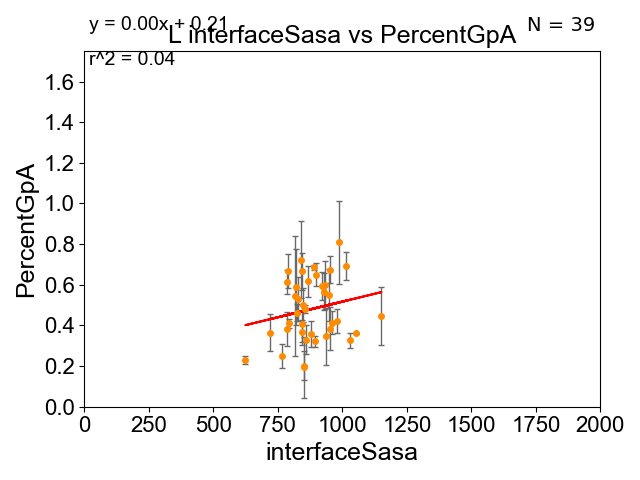 y = 0.00x + 0.21
N = 39
L interfaceSasa vs PercentGpA
r^2 = 0.04
1.6
1.4
1.2
1.0
0.8
0.6
0.4
0.2
0.0
PercentGpA
0 250 500 750 1000 1250 1500 1750 2000
interfaceSasa